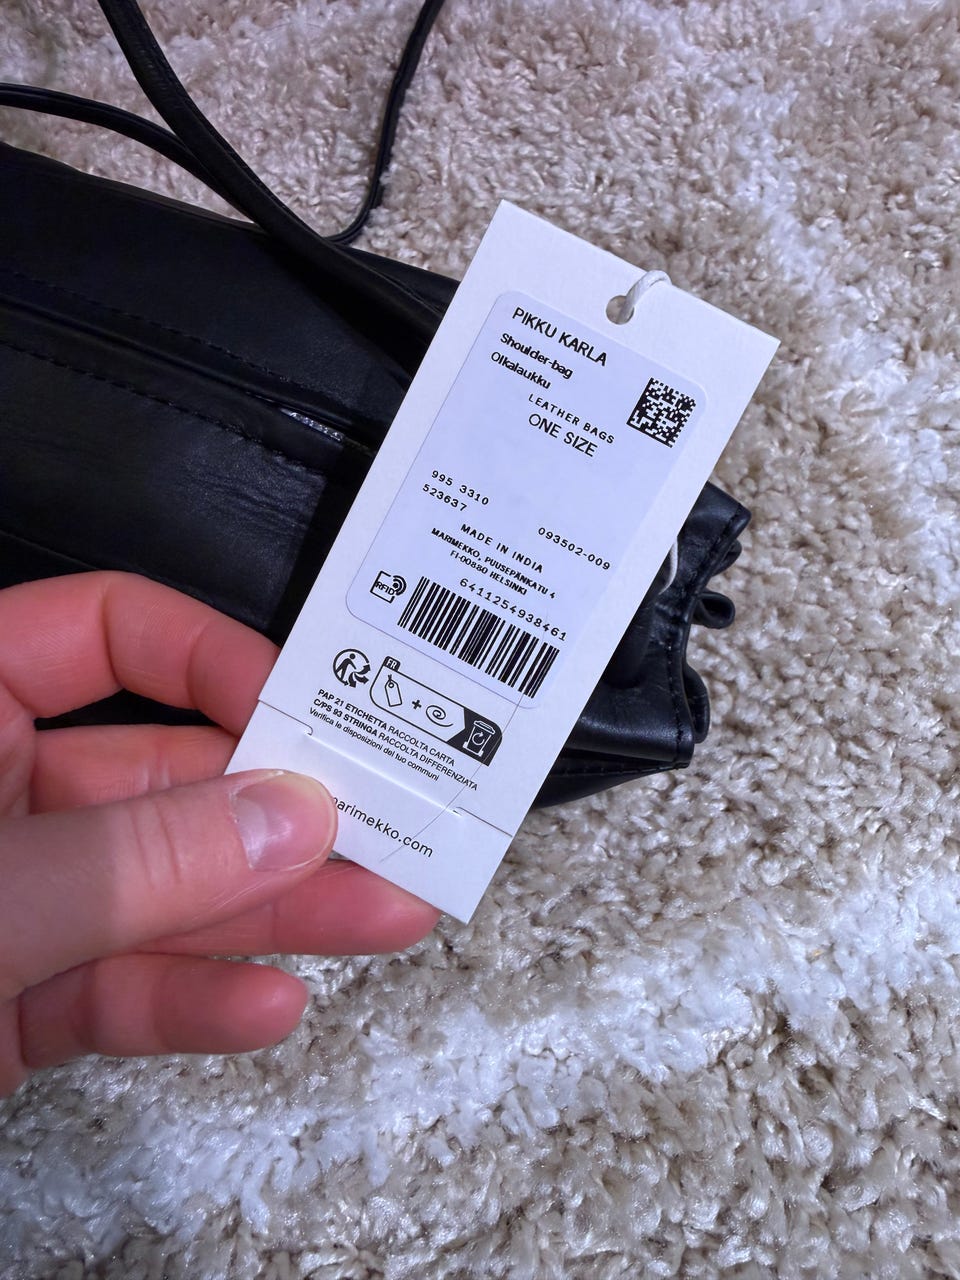 PIKKU KARLA
Shoulder-bag
Olkalaukku
LEATHER BAGS
ONE SIZE
995 3310
523637
093502-009
MADE IN INDIA
MARIMEKKO, PUUSEPÄNKATU 4
FI-00880 HELSINKI
6411254938461
RFID
FR
+
PAP 21 ETICHETTA RACCOLTA CARTA
C/PS 93 STRINGA RACCOLTA DIFFERENZIATA
Verifica le disposizioni del tuo comuni
marimekko.com